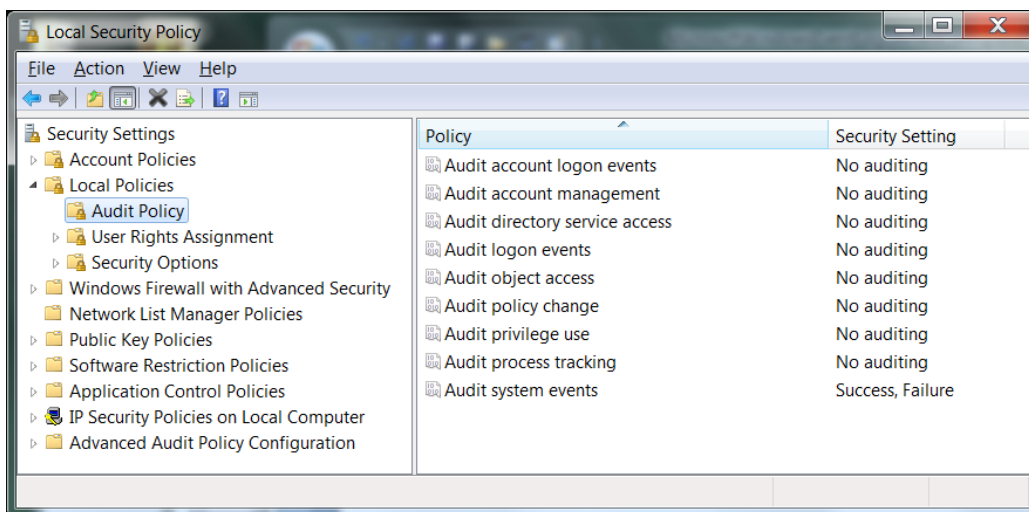 Local Security Policy
File Action View Help
Security Settings
Account Policies
Local Policies
Audit Policy
User Rights Assignment
Security Options
Windows Firewall with Advanced Security
Network List Manager Policies
Public Key Policies
Software Restriction Policies
Application Control Policies
IP Security Policies on Local Computer
Advanced Audit Policy Configuration
Policy Security Setting
Audit account logon events No auditing
Audit account management No auditing
Audit directory service access No auditing
Audit logon events No auditing
Audit object access No auditing
Audit policy change No auditing
Audit privilege use No auditing
Audit process tracking No auditing
Audit system events Success, Failure